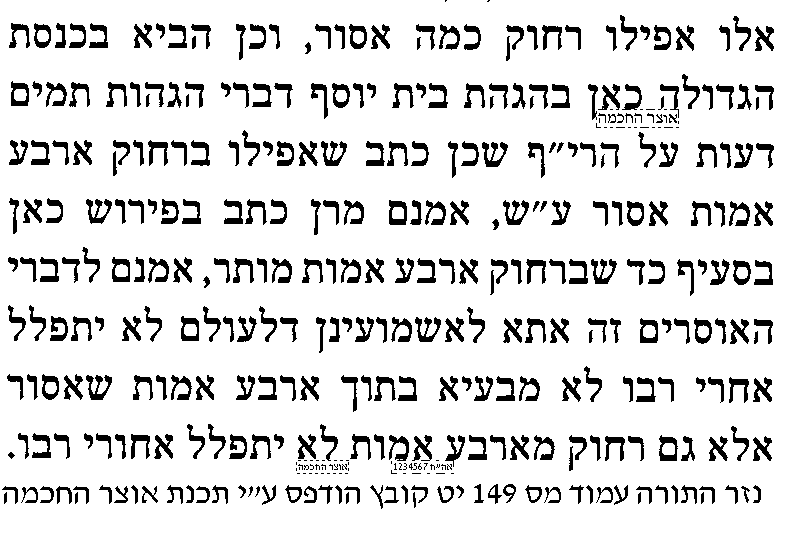 אלו אפילו רחוק כמה אסור, וכן הביא בכנסת
הגדולה כאן בהגהת בית יוסף דברי הגהות תמים
אוצר החכמה
דעות על הרי״ף שכן כתב שאפילו ברחוק ארבע
אמות אסור ע״ש, אמנם מרן כתב בפירוש כאן
בסעיף כד שברחוק ארבע אמות מותר, אמנם לדברי
האוסרים זה אתא לאשמועינן דלעולם לא יתפלל
אחרי רבו לא מבעיא בתוך ארבע אמות שאסור
אלא גם רחוק מארבע אמות לא יתפלל אחורי רבו.
אח״ח 1234567 אוצר החכמה
נזר התורה עמוד מס 149 יט קובץ הודפס ע״י תכנת אוצר החכמה